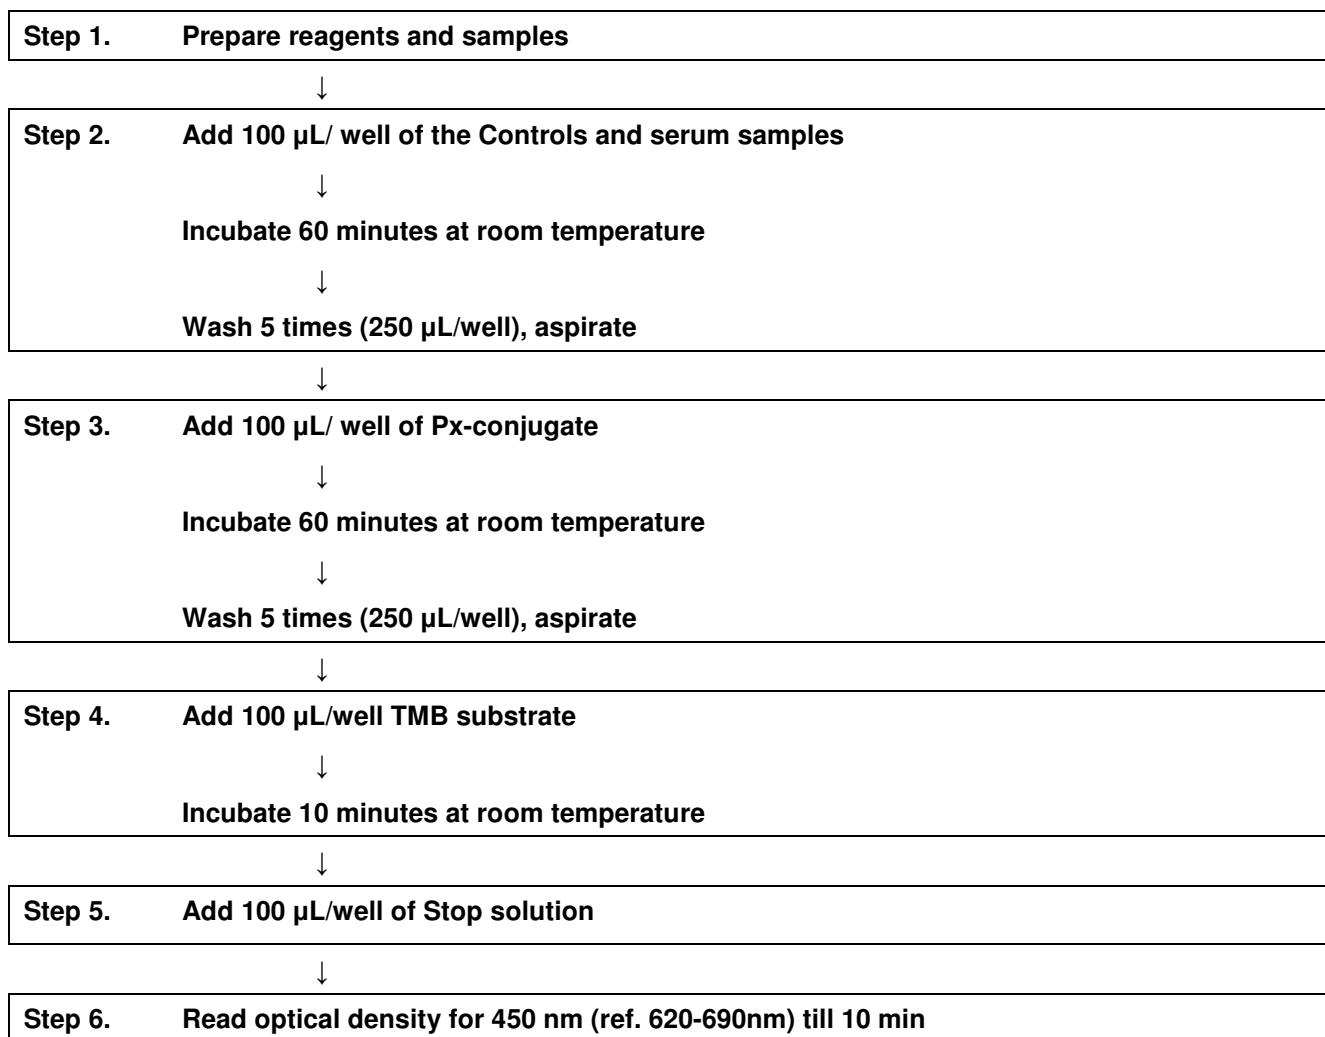 Step 1. Prepare reagents and samples
↓
Step 2. Add 100 µL/ well of the Controls and serum samples
↓
Incubate 60 minutes at room temperature
↓
Wash 5 times (250 µL/well), aspirate
↓
Step 3. Add 100 µL/ well of Px-conjugate
↓
Incubate 60 minutes at room temperature
↓
Wash 5 times (250 µL/well), aspirate
↓
Step 4. Add 100 µL/well TMB substrate
↓
Incubate 10 minutes at room temperature
↓
Step 5. Add 100 µL/well of Stop solution
↓
Step 6. Read optical density for 450 nm (ref. 620-690nm) till 10 min